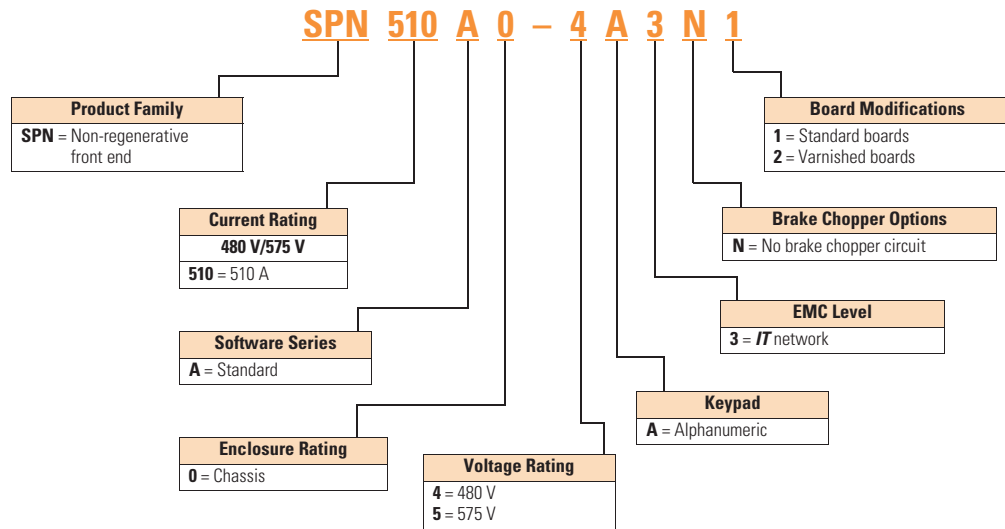 SPN 510 A 0 – 4 A 3 N 1
Product Family
SPN = Non-regenerative
front end
Current Rating
480 V/575 V
510 = 510 A
Software Series
A = Standard
Enclosure Rating
0 = Chassis
Voltage Rating
4 = 480 V
5 = 575 V
Keypad
A = Alphanumeric
EMC Level
3 = IT network
Brake Chopper Options
N = No brake chopper circuit
Board Modifications
1 = Standard boards
2 = Varnished boards